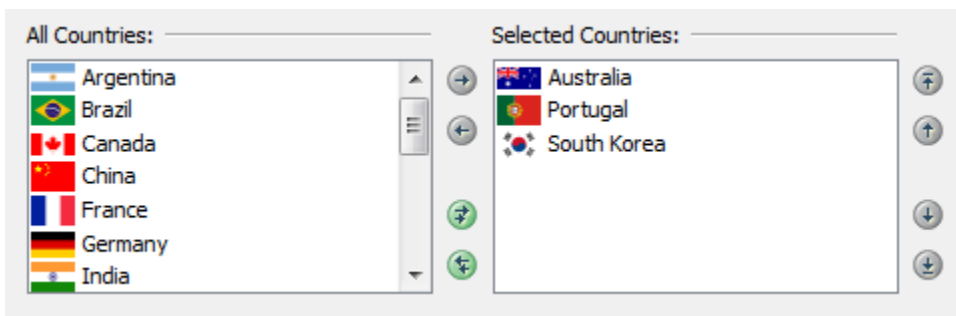 All Countries:
Argentina
Brazil
Canada
China
France
Germany
India
Selected Countries:
Australia
Portugal
South Korea